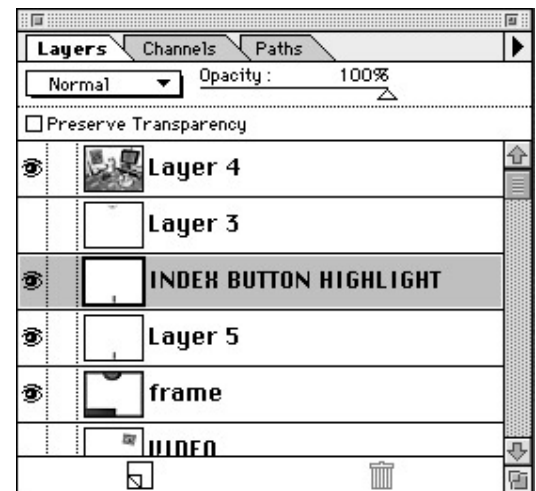 Layers Channels Paths
Normal Opacity: 100%
Preserve Transparency
Layer 4
Layer 3
INDEX BUTTON HIGHLIGHT
Layer 5
frame
VIDEO